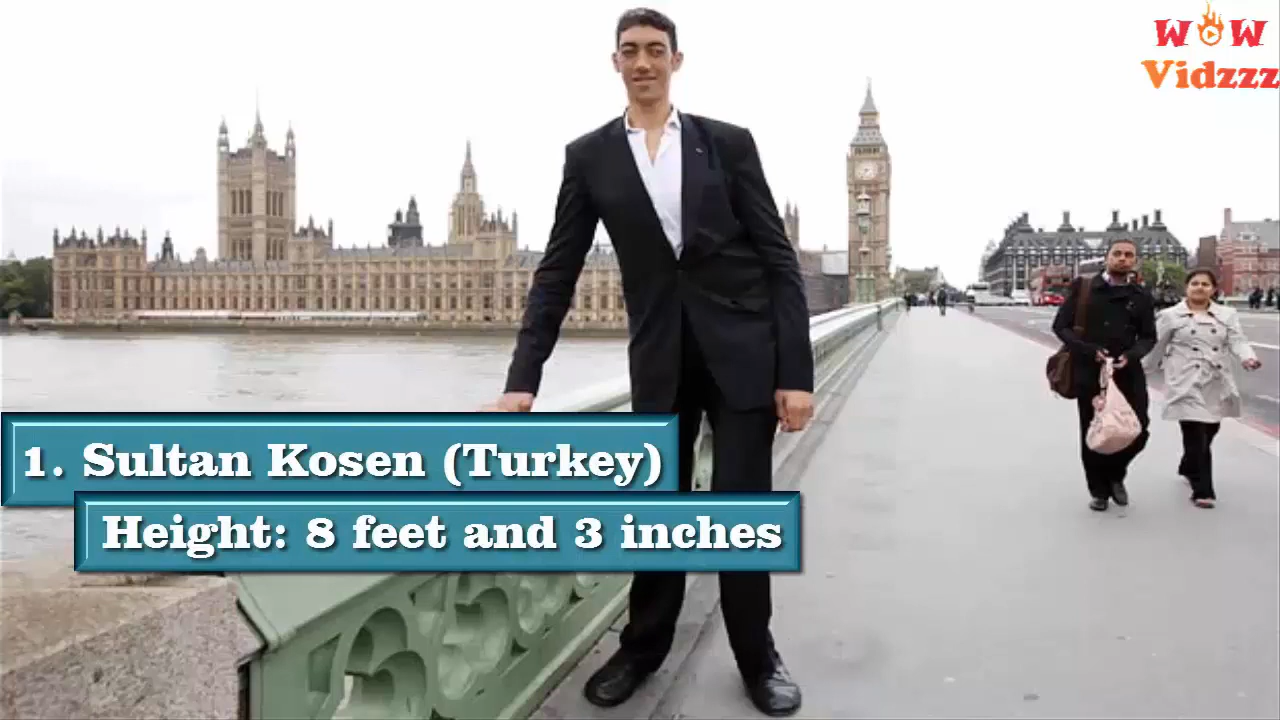 WOW
Vidzzz
1. Sultan Kosen (Turkey)
Height: 8 feet and 3 inches